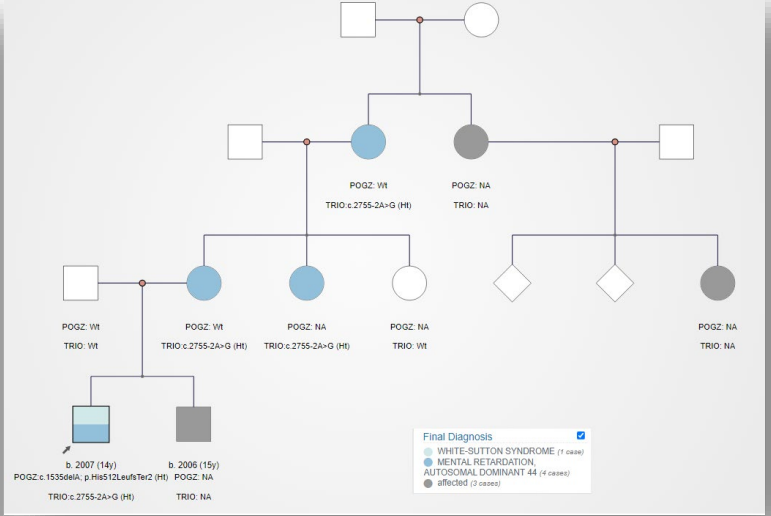 POGZ: Wt
TRIO:c.2755-2A>G (Ht)
POGZ: NA
TRIO: NA
POGZ: Wt
TRIO: Wt
POGZ: Wt
TRIO:c.2755-2A>G (Ht)
POGZ: NA
TRIO:c.2755-2A>G (Ht)
POGZ: NA
TRIO: Wt
POGZ: NA
TRIO: NA
b. 2007 (14y)
POGZ:c.1535delA; p.His512LeufsTer2 (Ht)
TRIO:c.2755-2A>G (Ht)
b. 2006 (15y)
POGZ: NA
TRIO: NA
Final Diagnosis
WHITE-SUTTON SYNDROME (1 case)
MENTAL RETARDATION,
AUTOSOMAL DOMINANT 44 (4 cases)
affected (3 cases)